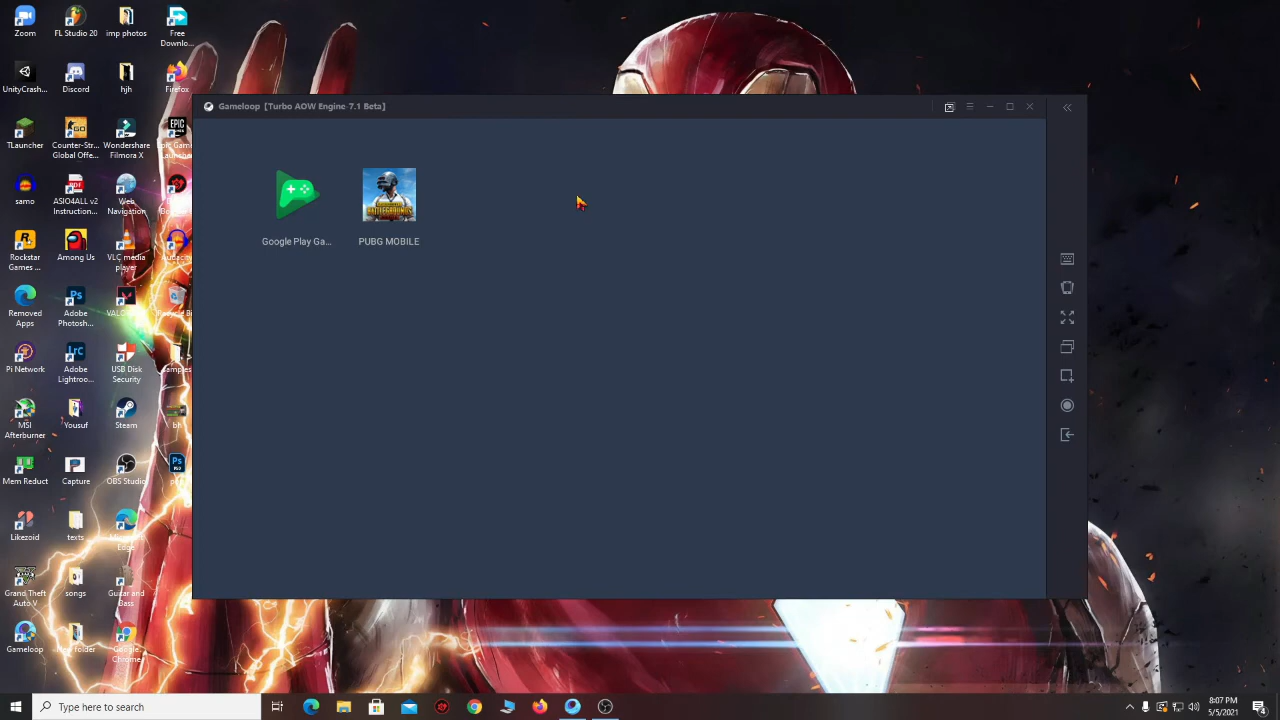 Zoom
FL Studio 20
imp photos
Free Downlo...
UnityCrash...
Discord
hjh
Firefox
TLauncher
Counter-Str... Global Offe...
Wondershare Filmora X
EPIC
samo
ASIO4ALL v2 Instruction...
Web Navigation
Rockstar Games ...
Among Us
VLC media player
Removed Apps
Adobe Photosh...
Pi Network
Adobe Lightroo...
USB Disk Security
MSI Afterburner
Yousuf
Steam
Mem Reduct
Capture
OBS Studio
Likezoid
texts
Grand Theft Auto V
songs
Guitar and Bass
Gameloop
Google Chrome
Gameloop [Turbo AOW Engine-7.1 Beta]
Google Play Ga...
PUBG MOBILE
Type here to search
8:07 PM
5/5/2021